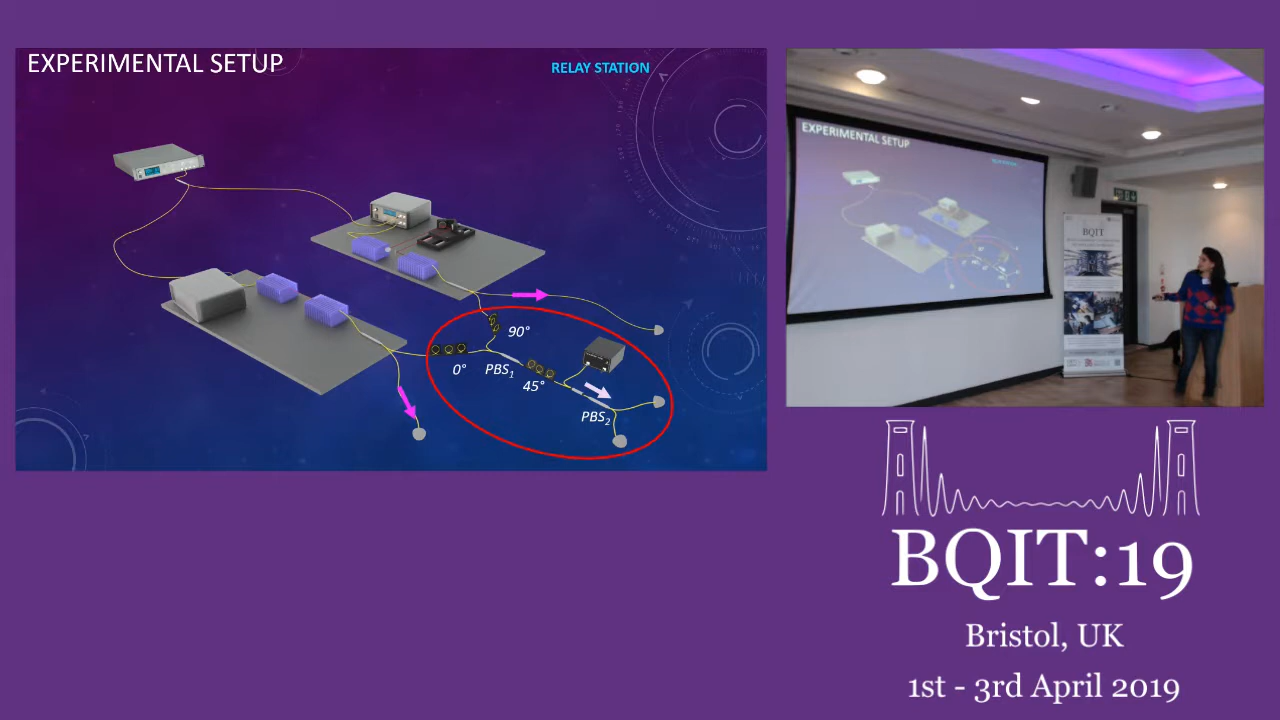 EXPERIMENTAL SETUP
RELAY STATION
90°
0°
PBS1
45°
PBS2
EXPERIMENTAL SETUP
BQIT
BQIT:19
Bristol, UK
1st - 3rd April 2019